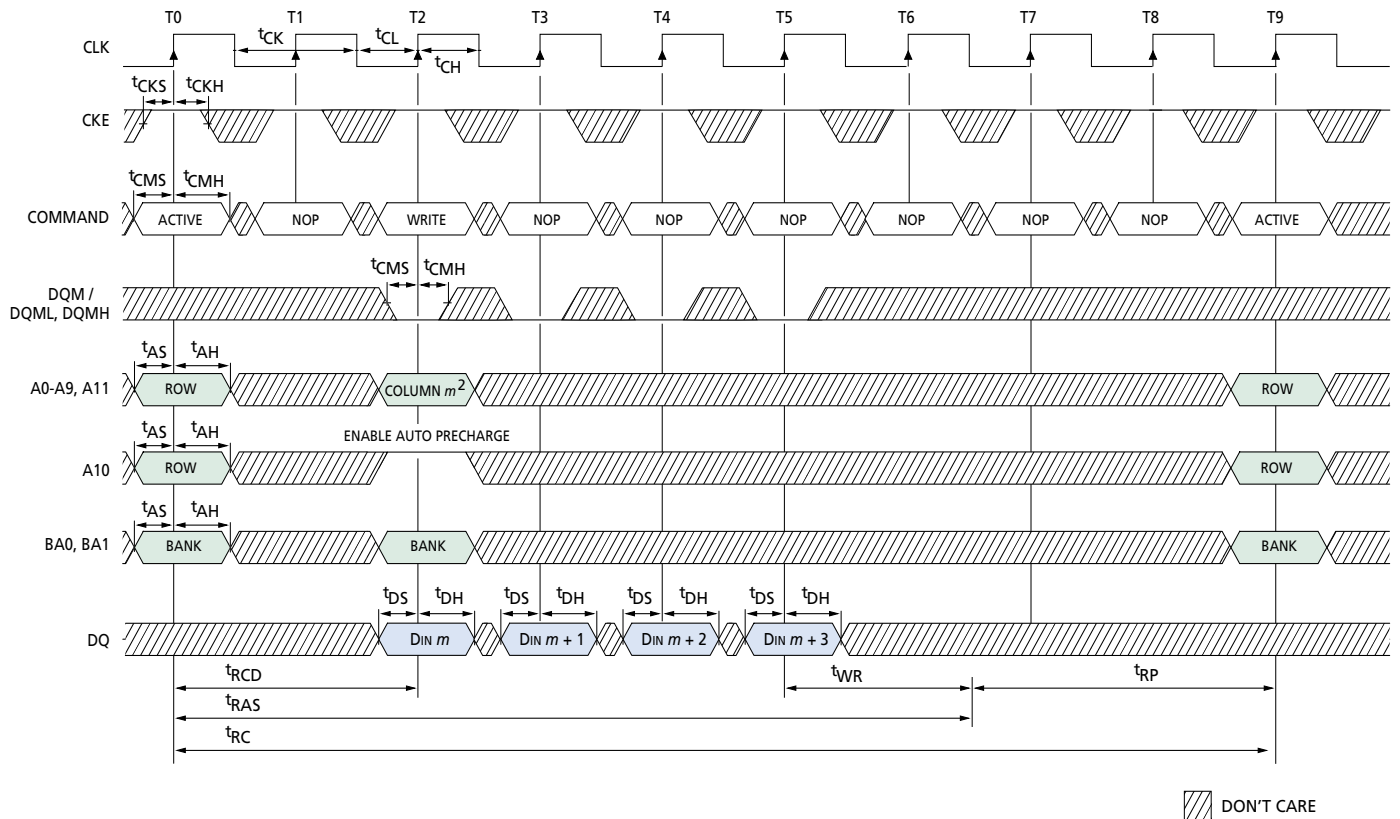 T0 T1 T2 T3 T4 T5 T6 T7 T8 T9
CLK
tCK tCL tCH
tCKS tCKH
CKE
tCMS tCMH
COMMAND ACTIVE NOP WRITE NOP NOP NOP NOP NOP NOP ACTIVE
tCMS tCMH
DQM /
DQML, DQMH
tAS tAH
A0-A9, A11 ROW COLUMN m2 ROW
ENABLE AUTO PRECHARGE
tAS tAH
A10 ROW ROW
tAS tAH
BA0, BA1 BANK BANK BANK
tDS tDH tDS tDH tDS tDH tDS tDH
DQ DIN m DIN m + 1 DIN m + 2 DIN m + 3
tRCD tWR tRP
tRAS
tRC
DON'T CARE